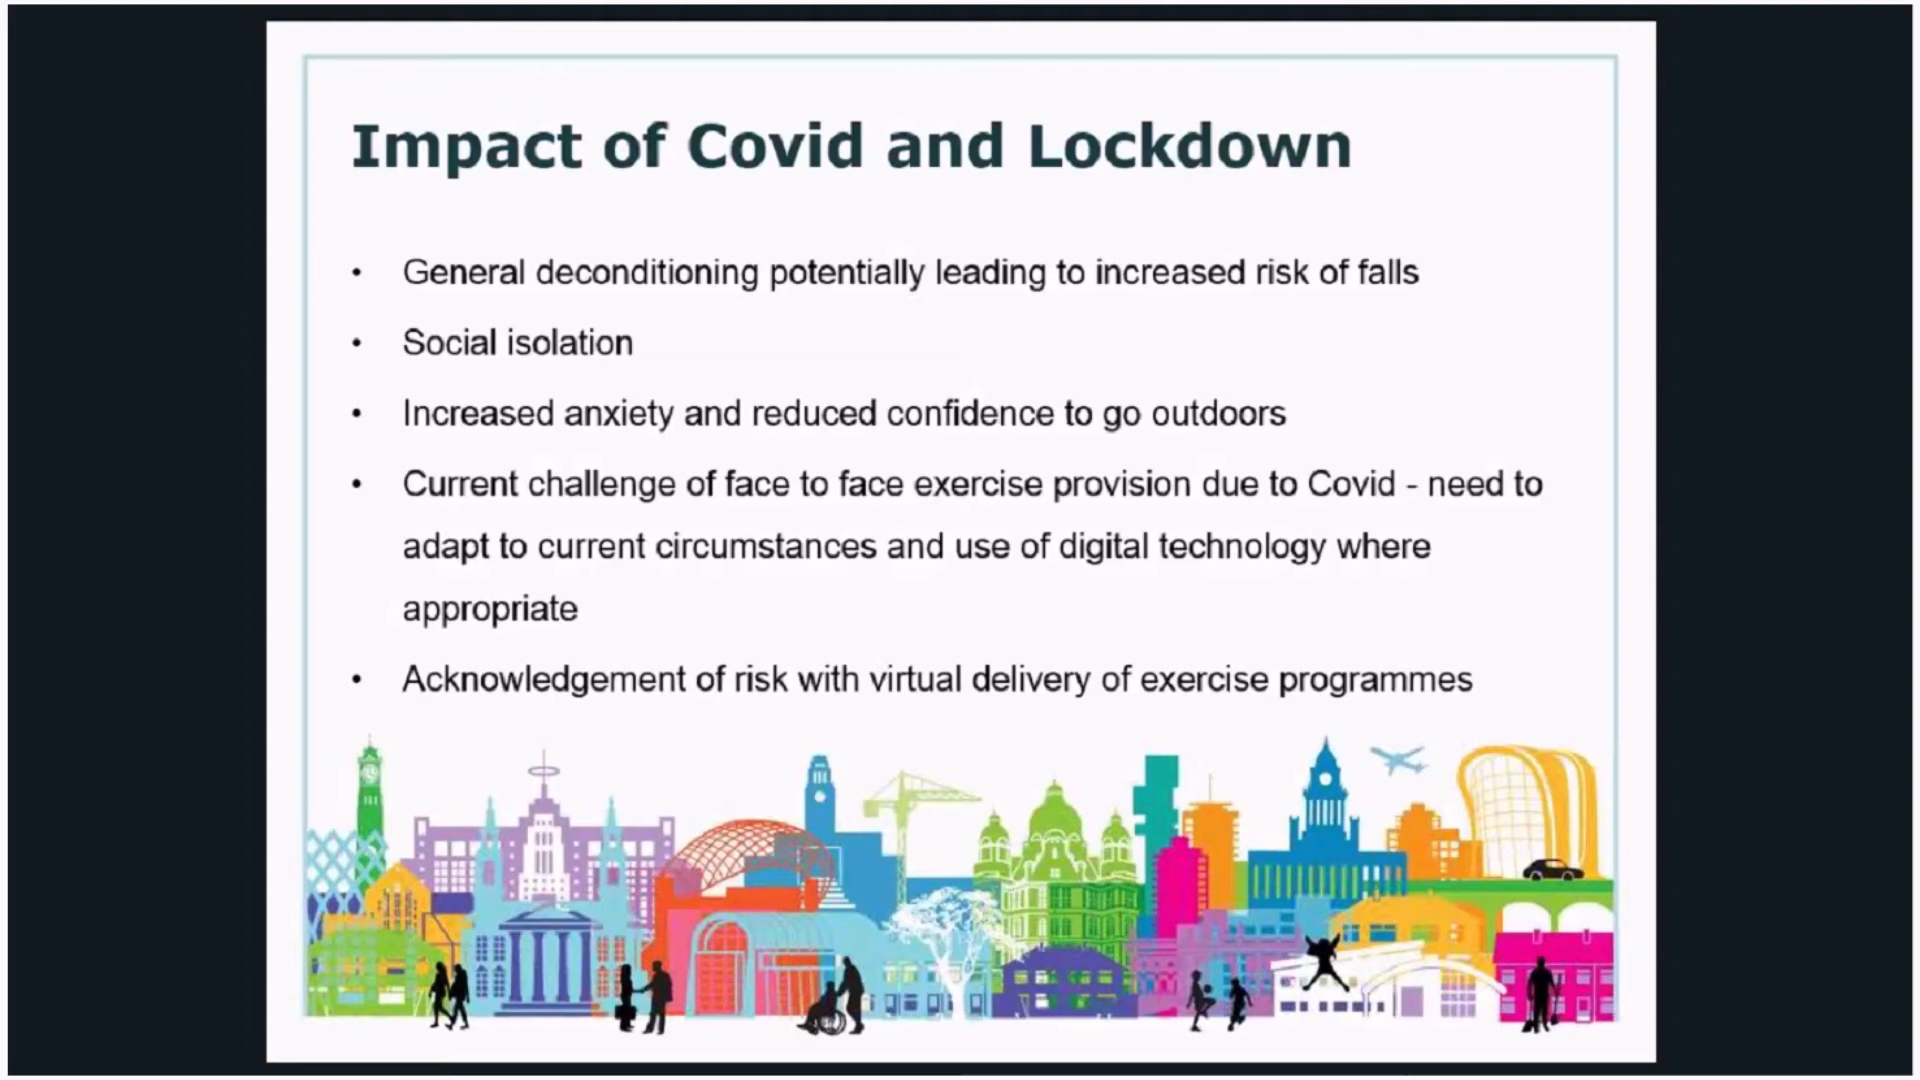 Impact of Covid and Lockdown
• General deconditioning potentially leading to increased risk of falls
• Social isolation
• Increased anxiety and reduced confidence to go outdoors
• Current challenge of face to face exercise provision due to Covid - need to
adapt to current circumstances and use of digital technology where
appropriate
• Acknowledgement of risk with virtual delivery of exercise programmes